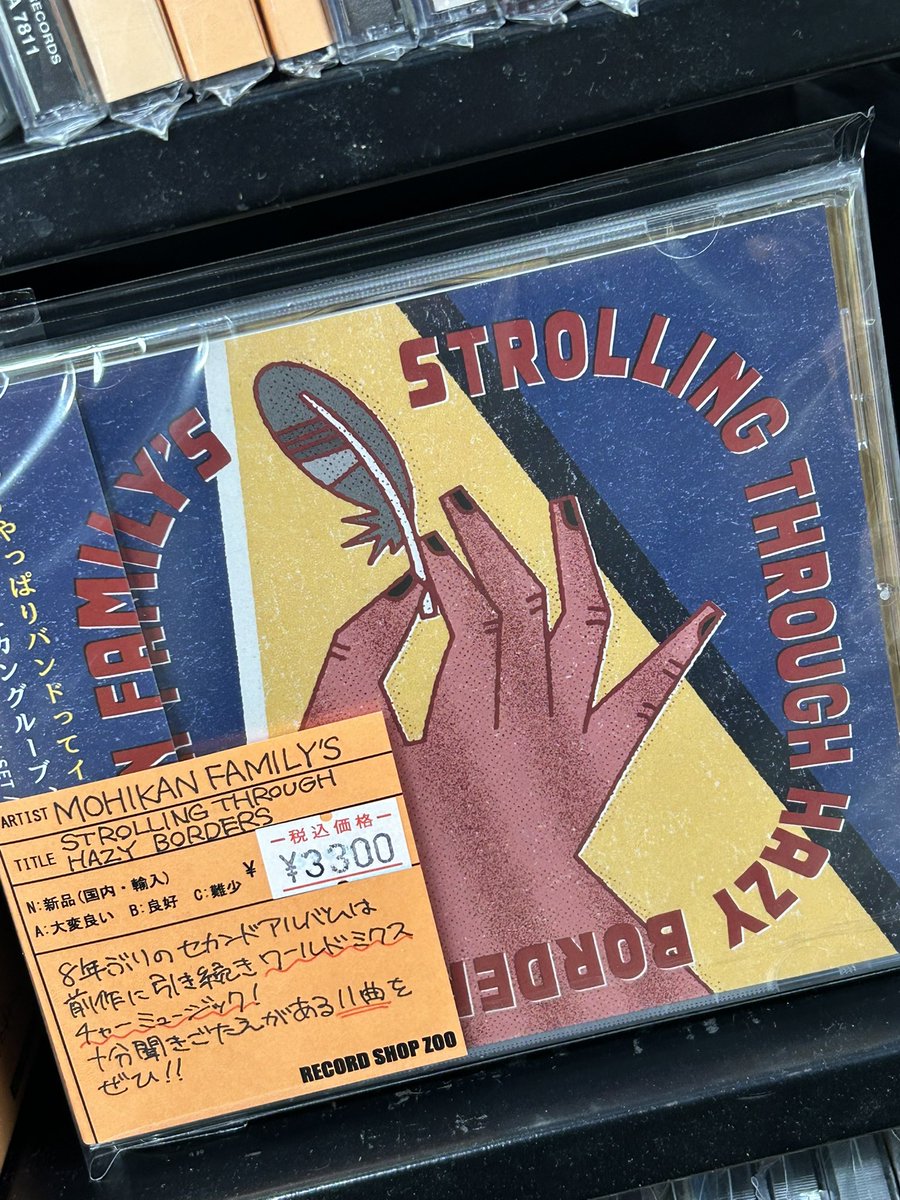 RECORDS
A 7811
STROLLING THROUGH HAZY BORDE
N FAMILY'S
やっぱりバンドってイ
カングルーブ
SET
ARTIST MOHIKAN FAMILY'S
TITLE STROLLING THROUGH
HAZY BORDERS
N:新品(国内・輸入)
A:大変良い B:良好 C:難少
¥
税込価格
¥3300
8年ぶりのセカンドアルバムは
前作に引き続きワールドミクス
チャーミュージック!
十分聞きごたえがある11曲を
ぜひ!!
RECORD SHOP ZOO